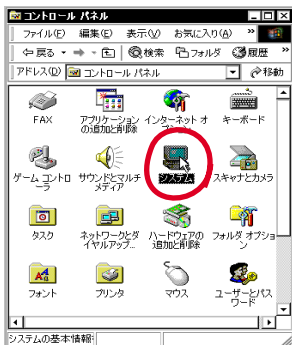 コントロール パネル
ファイル(F) 編集(E) 表示(V) お気に入り(A) »
戻る 検索 フォルダ 履歴 »
アドレス(D) コントロール パネル 移動
FAX
アプリケーション
の追加と削除
インターネット オ
プション
キーボード
ゲーム コントロ
ーラ
サウンドとマルチ
メディア
システム
スキャナとカメラ
タスク
ネットワークとダ
イヤルアップ...
ハードウェアの
追加と削除
フォルダ オプショ
ン
フォント
プリンタ
マウス
ユーザーとパス
ワード
システムの基本情報